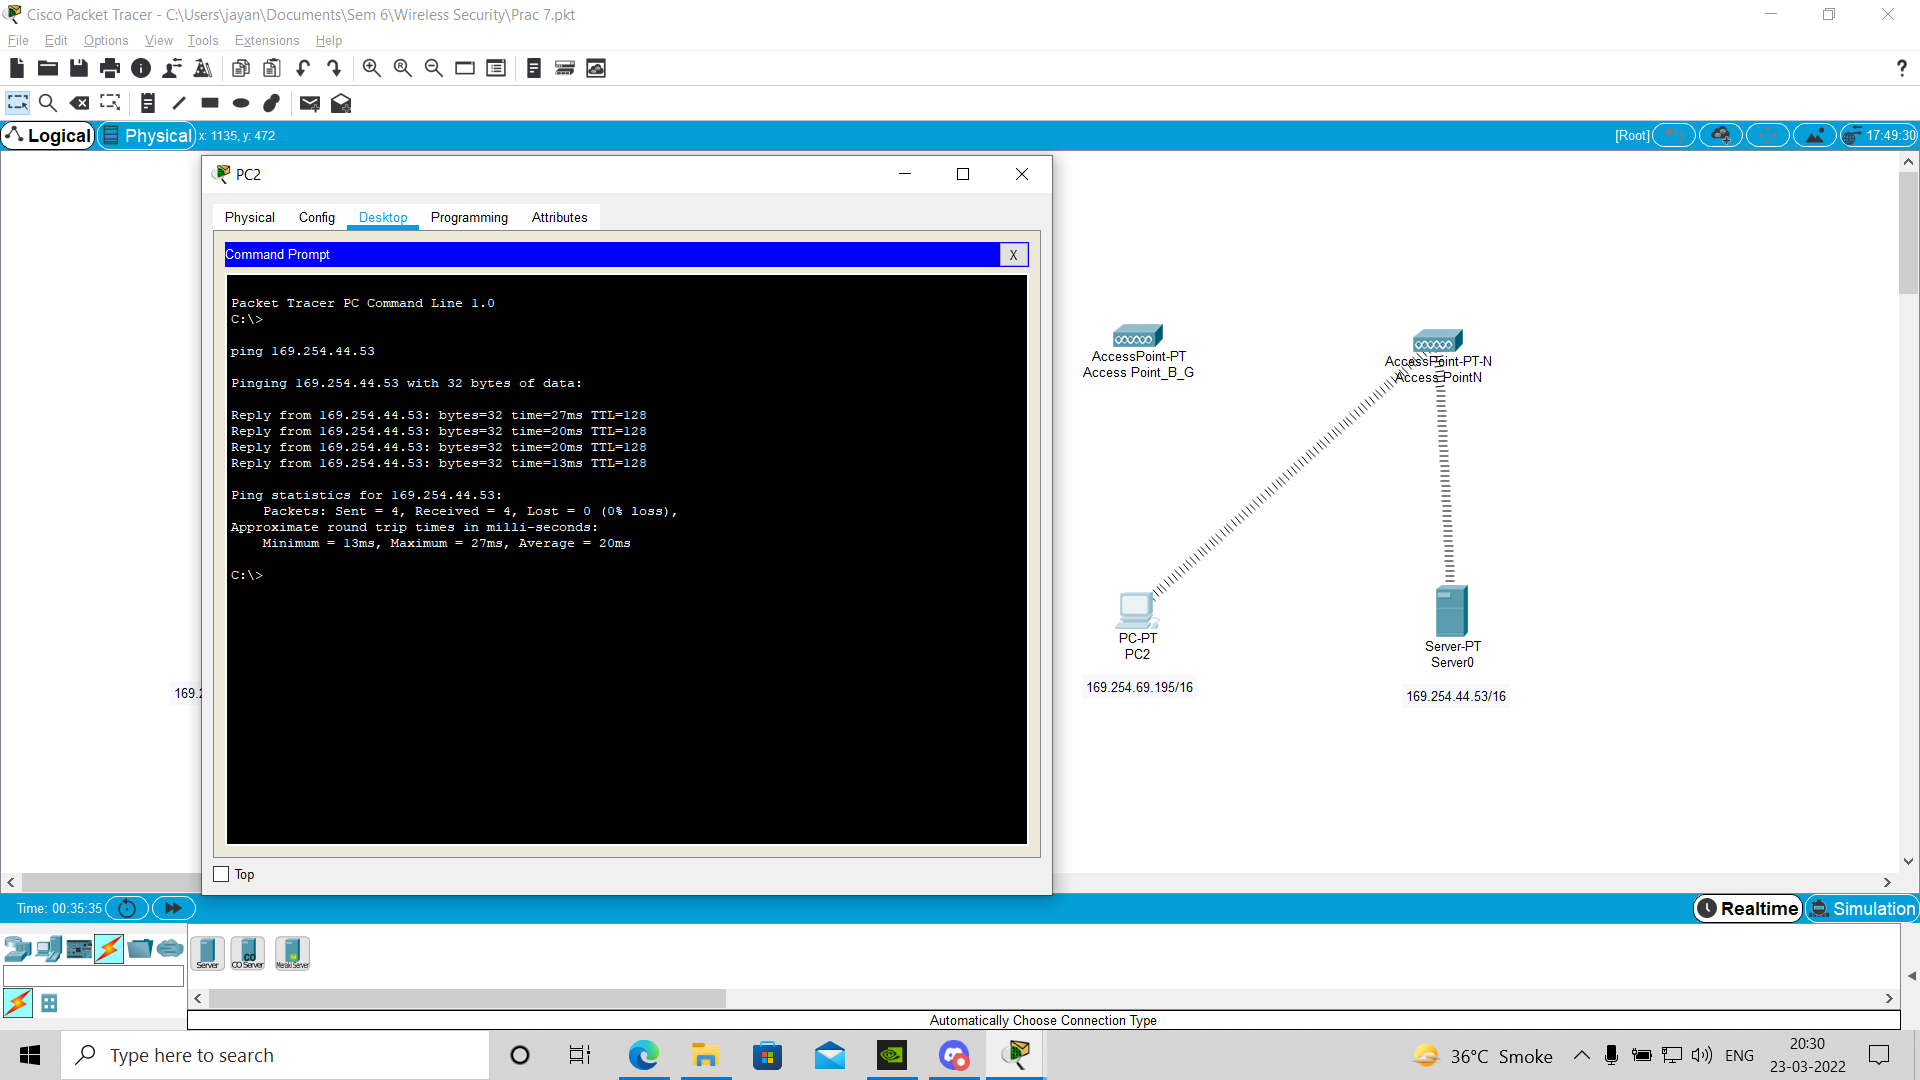 Cisco Packet Tracer - C:\Users\jayan\Documents\Sem 6\Wireless Security\Prac 7.pkt
File Edit Options View Tools Extensions Help
?
Logical Physical x: 1135, y: 472
[Root] 17:49:30
PC2
Physical Config Desktop Programming Attributes
Command Prompt
X
Packet Tracer PC Command Line 1.0
C:\>
ping 169.254.44.53
Pinging 169.254.44.53 with 32 bytes of data:
Reply from 169.254.44.53: bytes=32 time=27ms TTL=128
Reply from 169.254.44.53: bytes=32 time=20ms TTL=128
Reply from 169.254.44.53: bytes=32 time=20ms TTL=128
Reply from 169.254.44.53: bytes=32 time=13ms TTL=128
Ping statistics for 169.254.44.53:
Packets: Sent = 4, Received = 4, Lost = 0 (0% loss),
Approximate round trip times in milli-seconds:
Minimum = 13ms, Maximum = 27ms, Average = 20ms
C:\>
Top
169.2
AccessPoint-PT
Access Point_B_G
AccessPoint-PT-N
Access PointN
PC-PT
PC2
169.254.69.195/16
Server-PT
Server0
169.254.44.53/16
Time: 00:35:35
Realtime Simulation
Server
CO Server
Meraki Server
Automatically Choose Connection Type
Type here to search
36°C Smoke
ENG
20:30
23-03-2022